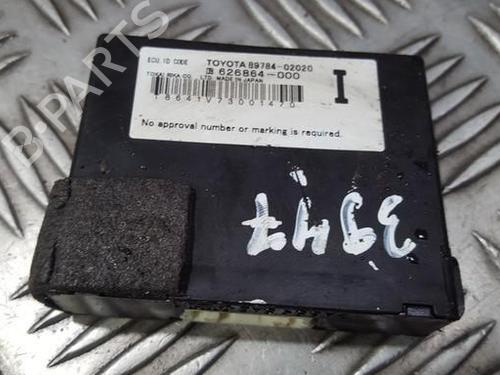 ECU, ID CODE TOYOTA 89784-02020
626864-000
TOKAI RIKA CO., LTD. MADE IN JAPAN
I
18641V73001470
No approval number or marking is required.
3947
B-PARTS